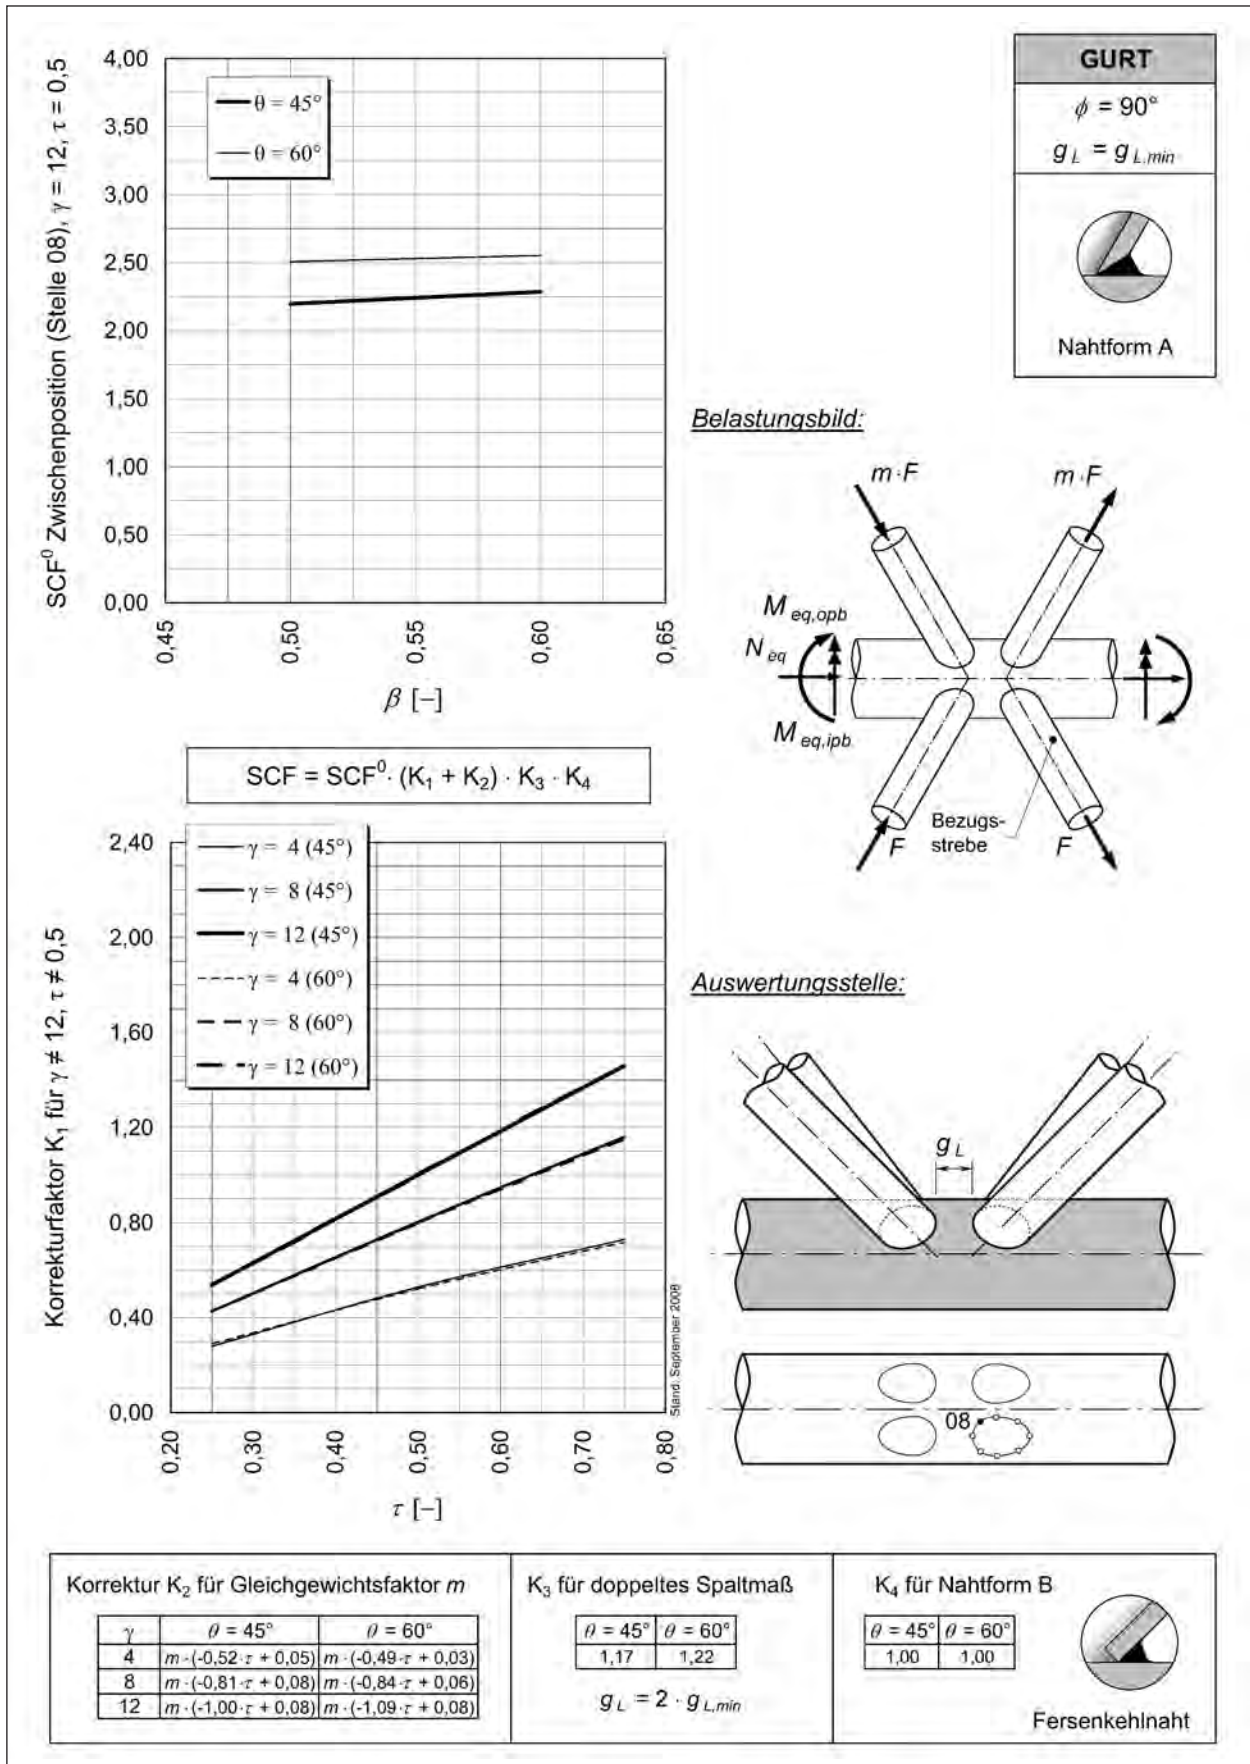 SCF⁰ Zwischenposition (Stelle 08), γ = 12, τ = 0,5
4,00
3,50
3,00
2,50
2,00
1,50
1,00
0,50
0,00
θ = 45°
θ = 60°
0,45
0,50
0,55
0,60
0,65
β [–]
GURT
ϕ = 90°
g L = g L,min
Nahtform A
Belastungsbild:
m·F
m·F
M eq,opb
N eq
M eq,ipb
Bezugs-
strebe
F
F
SCF = SCF⁰· (K₁ + K₂) · K₃ · K₄
Korrekturfaktor K₁ für γ ≠ 12, τ ≠ 0,5
2,40
2,00
1,60
1,20
0,80
0,40
0,00
γ = 4 (45°)
γ = 8 (45°)
γ = 12 (45°)
γ = 4 (60°)
γ = 8 (60°)
γ = 12 (60°)
0,20
0,30
0,40
0,50
0,60
0,70
0,80
τ [–]
Stand: September 2008
Auswertungsstelle:
g L
08
Korrektur K₂ für Gleichgewichtsfaktor m
γ θ = 45° θ = 60°
4 m·(-0,52·τ + 0,05) m·(-0,49·τ + 0,03)
8 m·(-0,81·τ + 0,08) m·(-0,84·τ + 0,06)
12 m·(-1,00·τ + 0,08) m·(-1,09·τ + 0,08)
K₃ für doppeltes Spaltmaß
θ = 45° θ = 60°
1,17 1,22
g L = 2 · g L,min
K₄ für Nahtform B
θ = 45° θ = 60°
1,00 1,00
Fersenkehlnaht